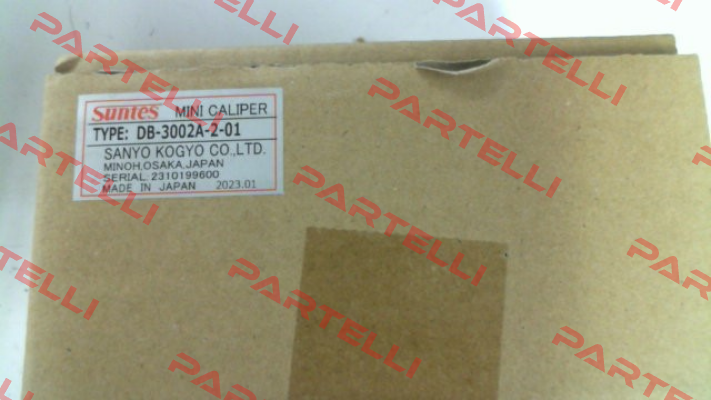 Suntes MINI CALIPER
TYPE: DB-3002A-2-01
SANYO KOGYO CO.,LTD.
MINOH,OSAKA,JAPAN
SERIAL: 2310199600
MADE IN JAPAN 2023.01
PARTELLI
PARTELLI
PARTELLI
PARTELLI
PARTELLI
PARTELLI
PARTELLI
PARTELLI
PARTELLI